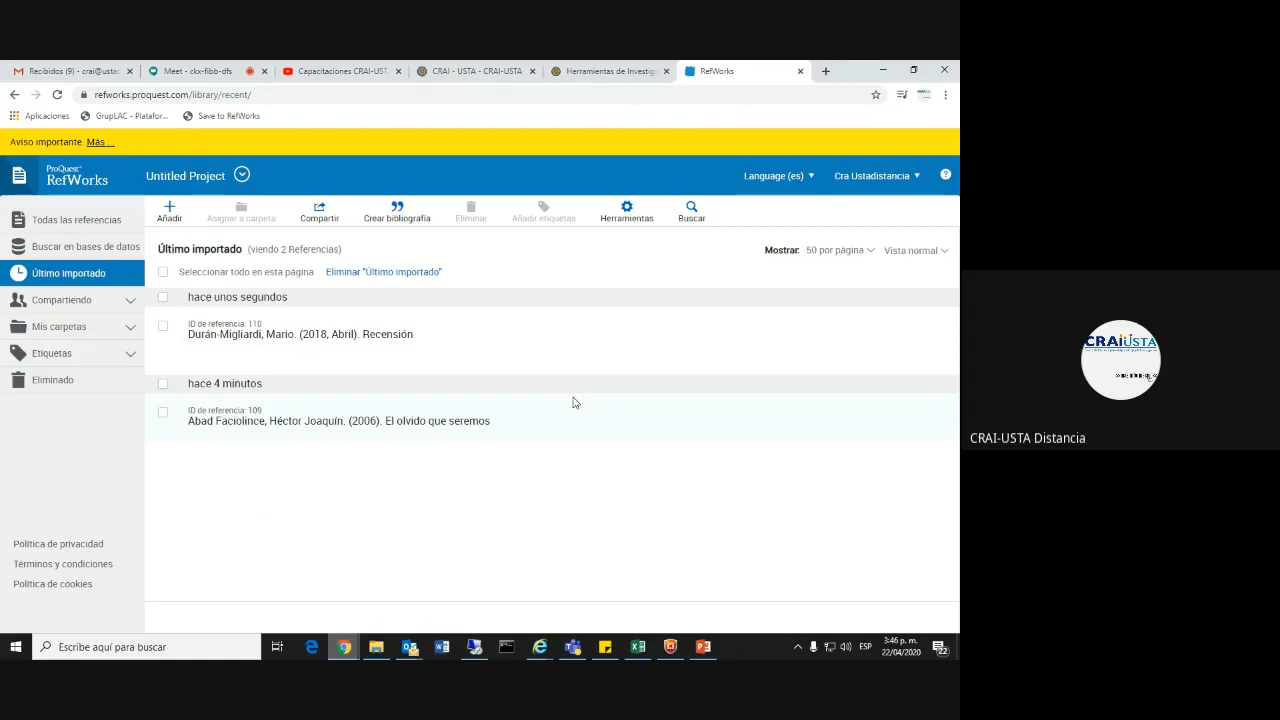 Recibidos (9) - crai@usta
Meet - ckx-fibb-dfs
Capacitaciones CRAI-UST
CRAI - USTA - CRAI-USTA
Herramientas de Investig
RefWorks
refworks.proquest.com/library/recent/
Aplicaciones
GrupLAC - Platafor...
Save to RefWorks
Aviso importante. Más ...
ProQuest
RefWorks
Untitled Project
Language (es)
Cra Ustadistancia
Añadir
Asignar a carpeta
Compartir
Crear bibliografía
Eliminar
Añadir etiquetas
Herramientas
Buscar
Todas las referencias
Buscar en bases de datos
Último importado
Compartiendo
Mis carpetas
Etiquetas
Eliminado
Último importado (viendo 2 Referencias)
Mostrar: 50 por página Vista normal
Seleccionar todo en esta página Eliminar "Último importado"
hace unos segundos
ID de referencia: 110
Durán-Migliardi, Mario. (2018, Abril). Recensión
hace 4 minutos
ID de referencia: 109
Abad Faciolince, Héctor Joaquín. (2006). El olvido que seremos
Política de privacidad
Términos y condiciones
Política de cookies
Escribe aquí para buscar
ESP
3:46 p. m.
22/04/2020
22
CRAIUSTA
CRAI-USTA Distancia